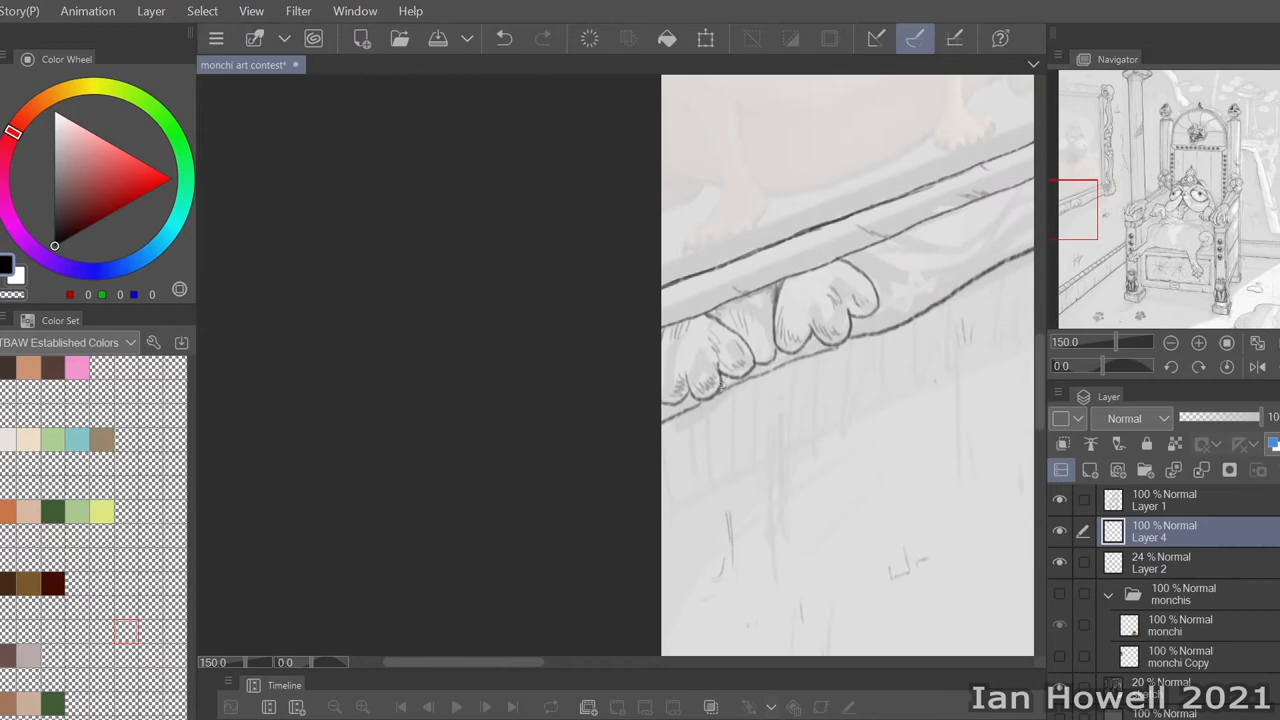 Story(P) Animation Layer Select View Filter Window Help
Color Wheel
monchi art contest*
Navigator
0 0 0
Color Set
TBAW Established Colors
150.0
0.0
Layer
Normal
10
100 % Normal
Layer 1
100 % Normal
Layer 4
24 % Normal
Layer 2
100 % Normal
monchis
100 % Normal
monchi
100 % Normal
monchi Copy
20 % Normal
150.0 0.0
Timeline
Ian Howell 2021